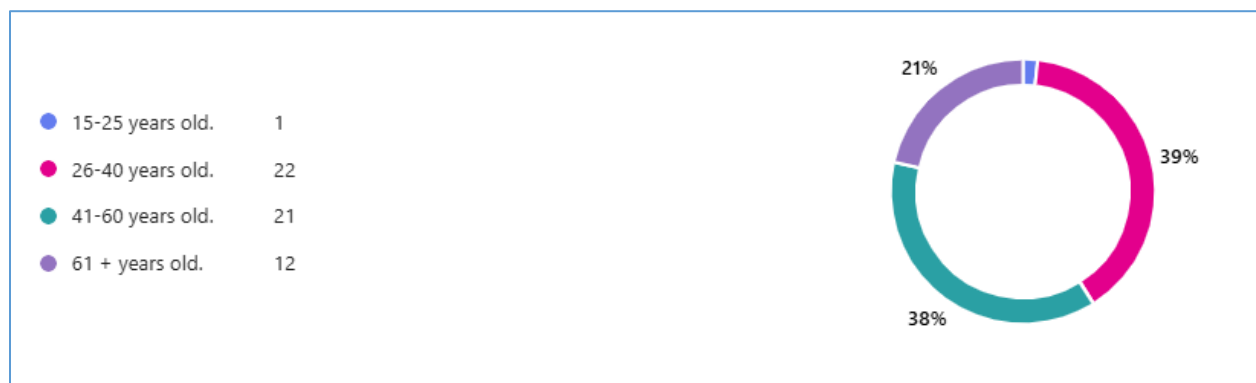 15-25 years old. 1
26-40 years old. 22
41-60 years old. 21
61 + years old. 12
21%
39%
38%